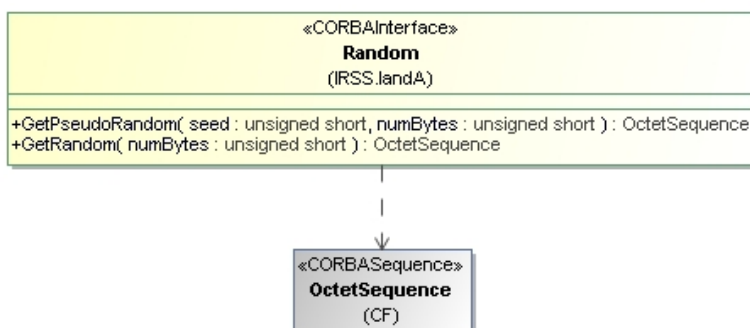 «CORBAInterface»
Random
(IRSS.IandA)
+GetPseudoRandom( seed : unsigned short, numBytes : unsigned short ) : OctetSequence
+GetRandom( numBytes : unsigned short ) : OctetSequence
«CORBASequence»
OctetSequence
(CF)